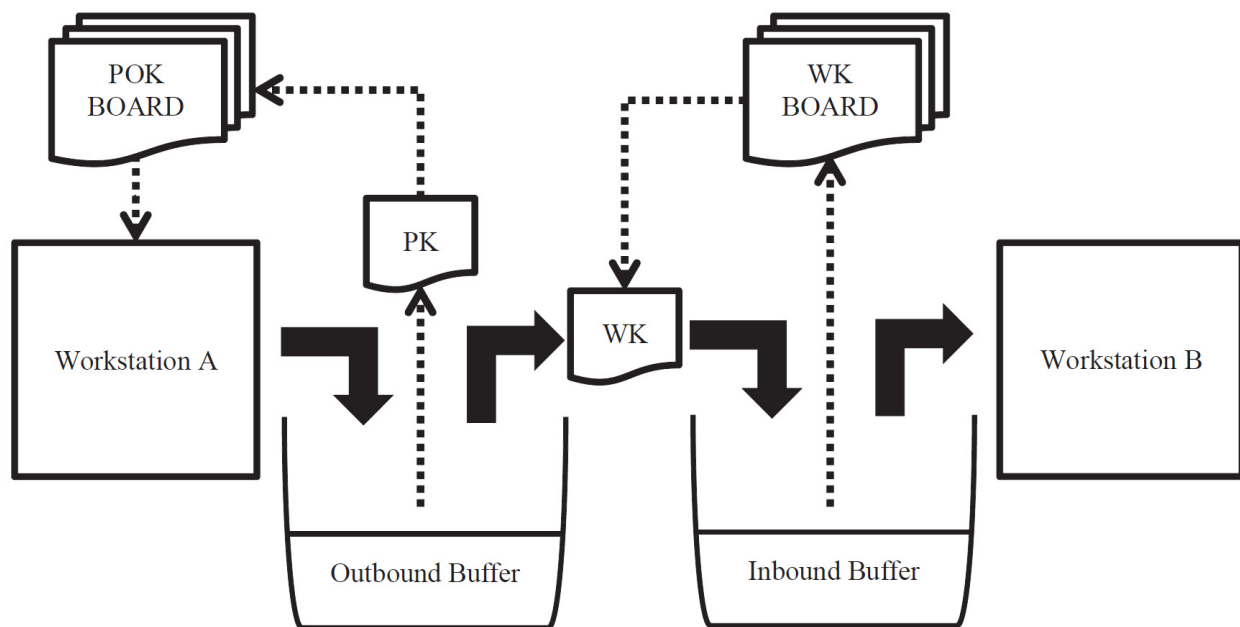 POK
BOARD
WK
BOARD
PK
WK
Workstation A
Workstation B
Outbound Buffer
Inbound Buffer